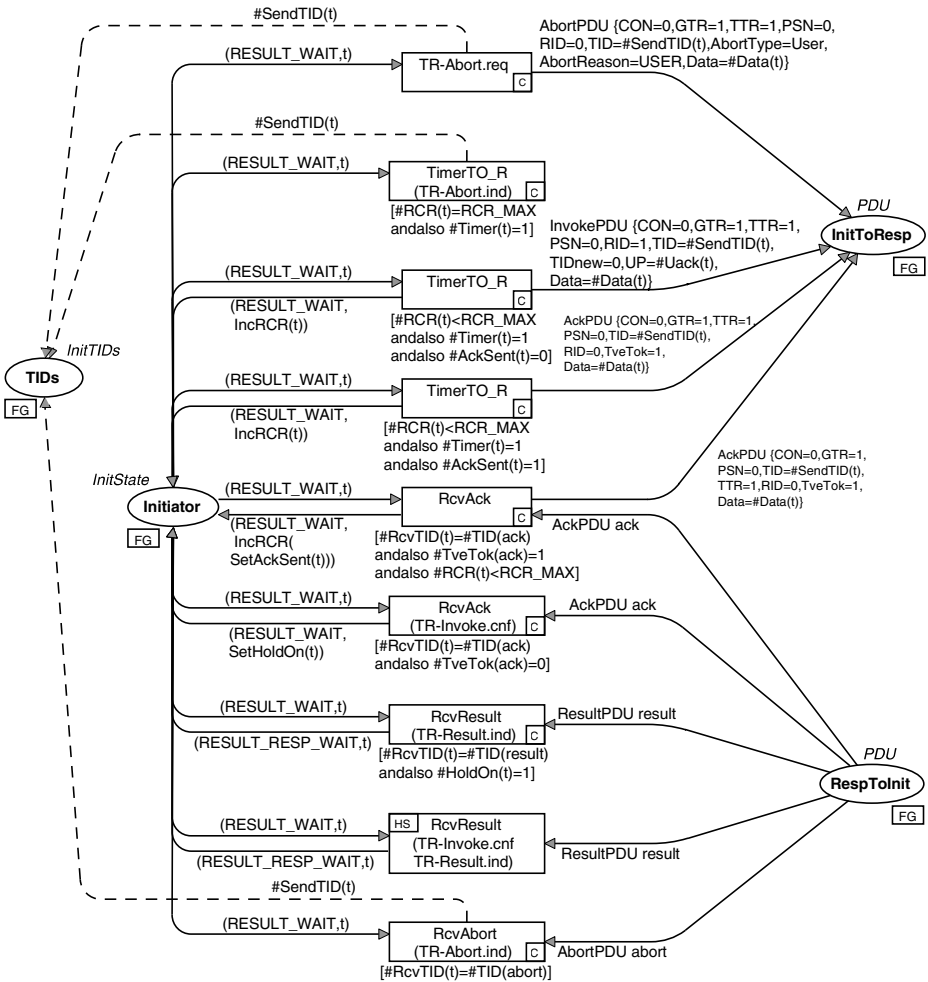 #SendTID(t)
AbortPDU {CON=0,GTR=1,TTR=1,PSN=0,
RID=0,TID=#SendTID(t),AbortType=User,
AbortReason=USER,Data=#Data(t)}
(RESULT_WAIT,t)
TR-Abort.req
C
#SendTID(t)
(RESULT_WAIT,t)
TimerTO_R
(TR-Abort.ind)
C
[#RCR(t)=RCR_MAX
andalso #Timer(t)=1]
PDU
InitToResp
FG
InvokePDU {CON=0,GTR=1,TTR=1,
PSN=0,RID=1,TID=#SendTID(t),
TIDnew=0,UP=#Uack(t),
Data=#Data(t)}
(RESULT_WAIT,t)
TimerTO_R
C
(RESULT_WAIT,
IncRCR(t))
[#RCR(t)<RCR_MAX
andalso #Timer(t)=1
andalso #AckSent(t)=0]
AckPDU {CON=0,GTR=1,TTR=1,
PSN=0,TID=#SendTID(t),
RID=0,TveTok=1,
Data=#Data(t)}
InitTIDs
TIDs
FG
(RESULT_WAIT,t)
TimerTO_R
C
(RESULT_WAIT,
IncRCR(t))
[#RCR(t)<RCR_MAX
andalso #Timer(t)=1
andalso #AckSent(t)=1]
AckPDU {CON=0,GTR=1,
PSN=0,TID=#SendTID(t),
TTR=1,RID=0,TveTok=1,
Data=#Data(t)}
InitState
Initiator
FG
(RESULT_WAIT,t)
RcvAck
C
AckPDU ack
(RESULT_WAIT,
IncRCR(
SetAckSent(t)))
[#RcvTID(t)=#TID(ack)
andalso #TveTok(ack)=1
andalso #RCR(t)<RCR_MAX]
(RESULT_WAIT,t)
RcvAck
(TR-Invoke.cnf)
C
AckPDU ack
(RESULT_WAIT,
SetHoldOn(t))
[#RcvTID(t)=#TID(ack)
andalso #TveTok(ack)=0]
(RESULT_WAIT,t)
RcvResult
(TR-Result.ind)
C
ResultPDU result
(RESULT_RESP_WAIT,t)
[#RcvTID(t)=#TID(result)
andalso #HoldOn(t)=1]
PDU
RespToInit
FG
(RESULT_WAIT,t)
HS
RcvResult
(TR-Invoke.cnf
TR-Result.ind)
ResultPDU result
(RESULT_RESP_WAIT,t)
#SendTID(t)
(RESULT_WAIT,t)
RcvAbort
(TR-Abort.ind)
C
AbortPDU abort
[#RcvTID(t)=#TID(abort)]